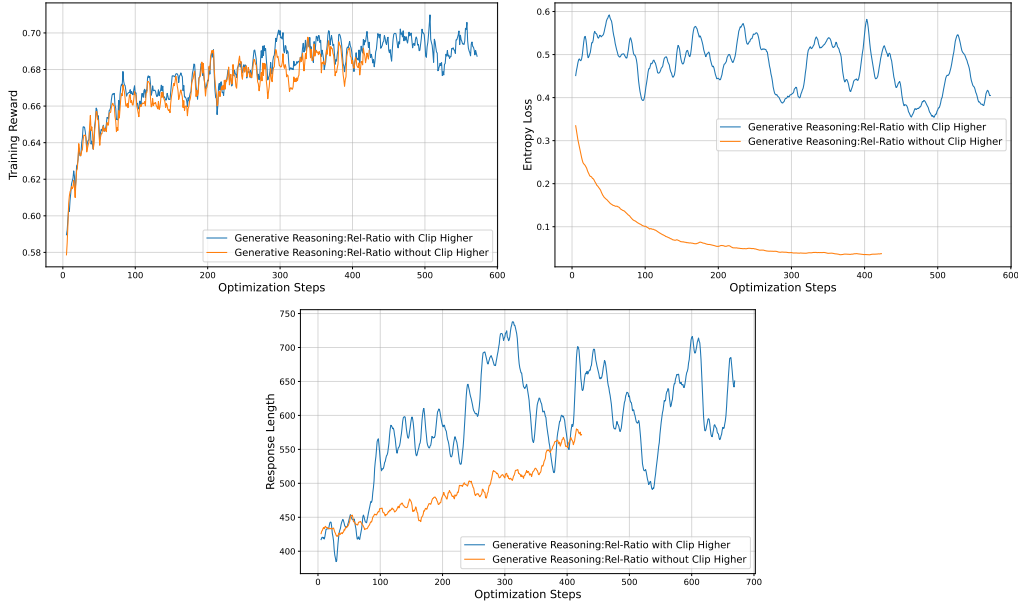 0.70
0.68
0.66
0.64
0.62
0.60
0.58
Training Reward
0 100 200 300 400 500 600
Optimization Steps
Generative Reasoning:Rel-Ratio with Clip Higher
Generative Reasoning:Rel-Ratio without Clip Higher
0.6
0.5
0.4
0.3
0.2
0.1
Entropy Loss
0 100 200 300 400 500 600
Optimization Steps
Generative Reasoning:Rel-Ratio with Clip Higher
Generative Reasoning:Rel-Ratio without Clip Higher
750
700
650
600
550
500
450
400
Response Length
0 100 200 300 400 500 600 700
Optimization Steps
Generative Reasoning:Rel-Ratio with Clip Higher
Generative Reasoning:Rel-Ratio without Clip Higher